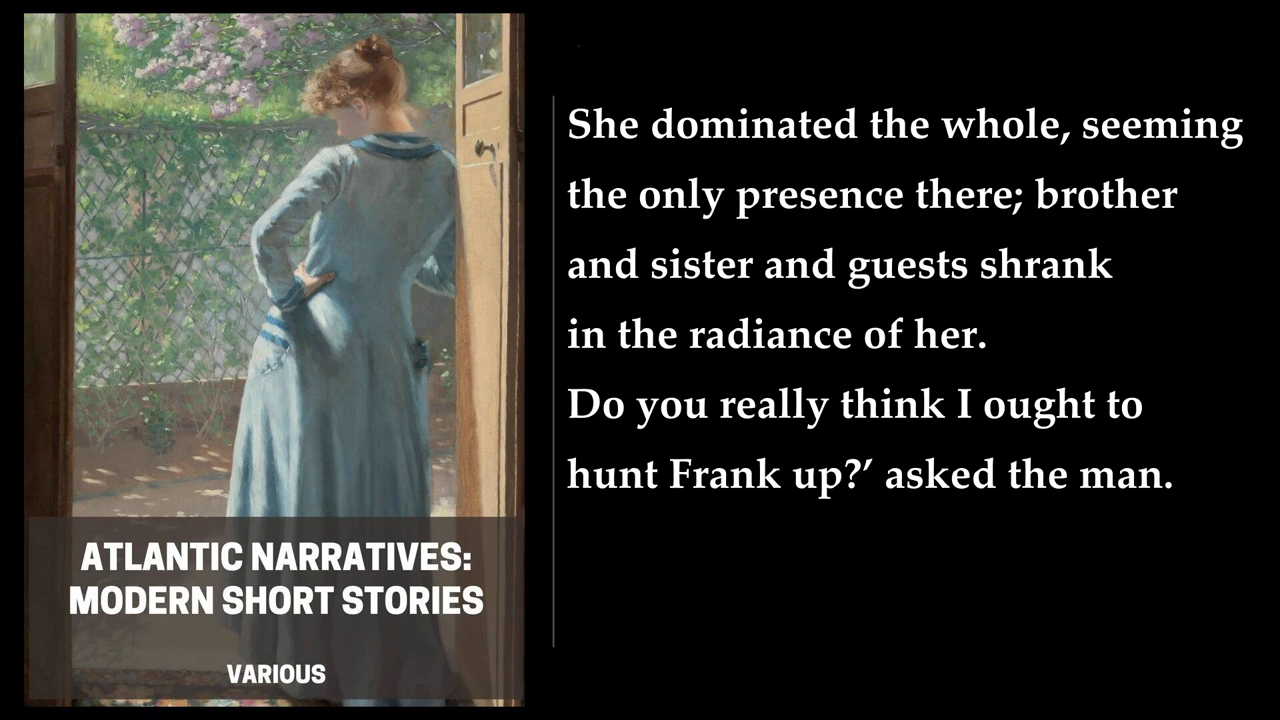 She dominated the whole, seeming
the only presence there; brother
and sister and guests shrank
in the radiance of her.
Do you really think I ought to
hunt Frank up?’ asked the man.
ATLANTIC NARRATIVES:
MODERN SHORT STORIES
VARIOUS